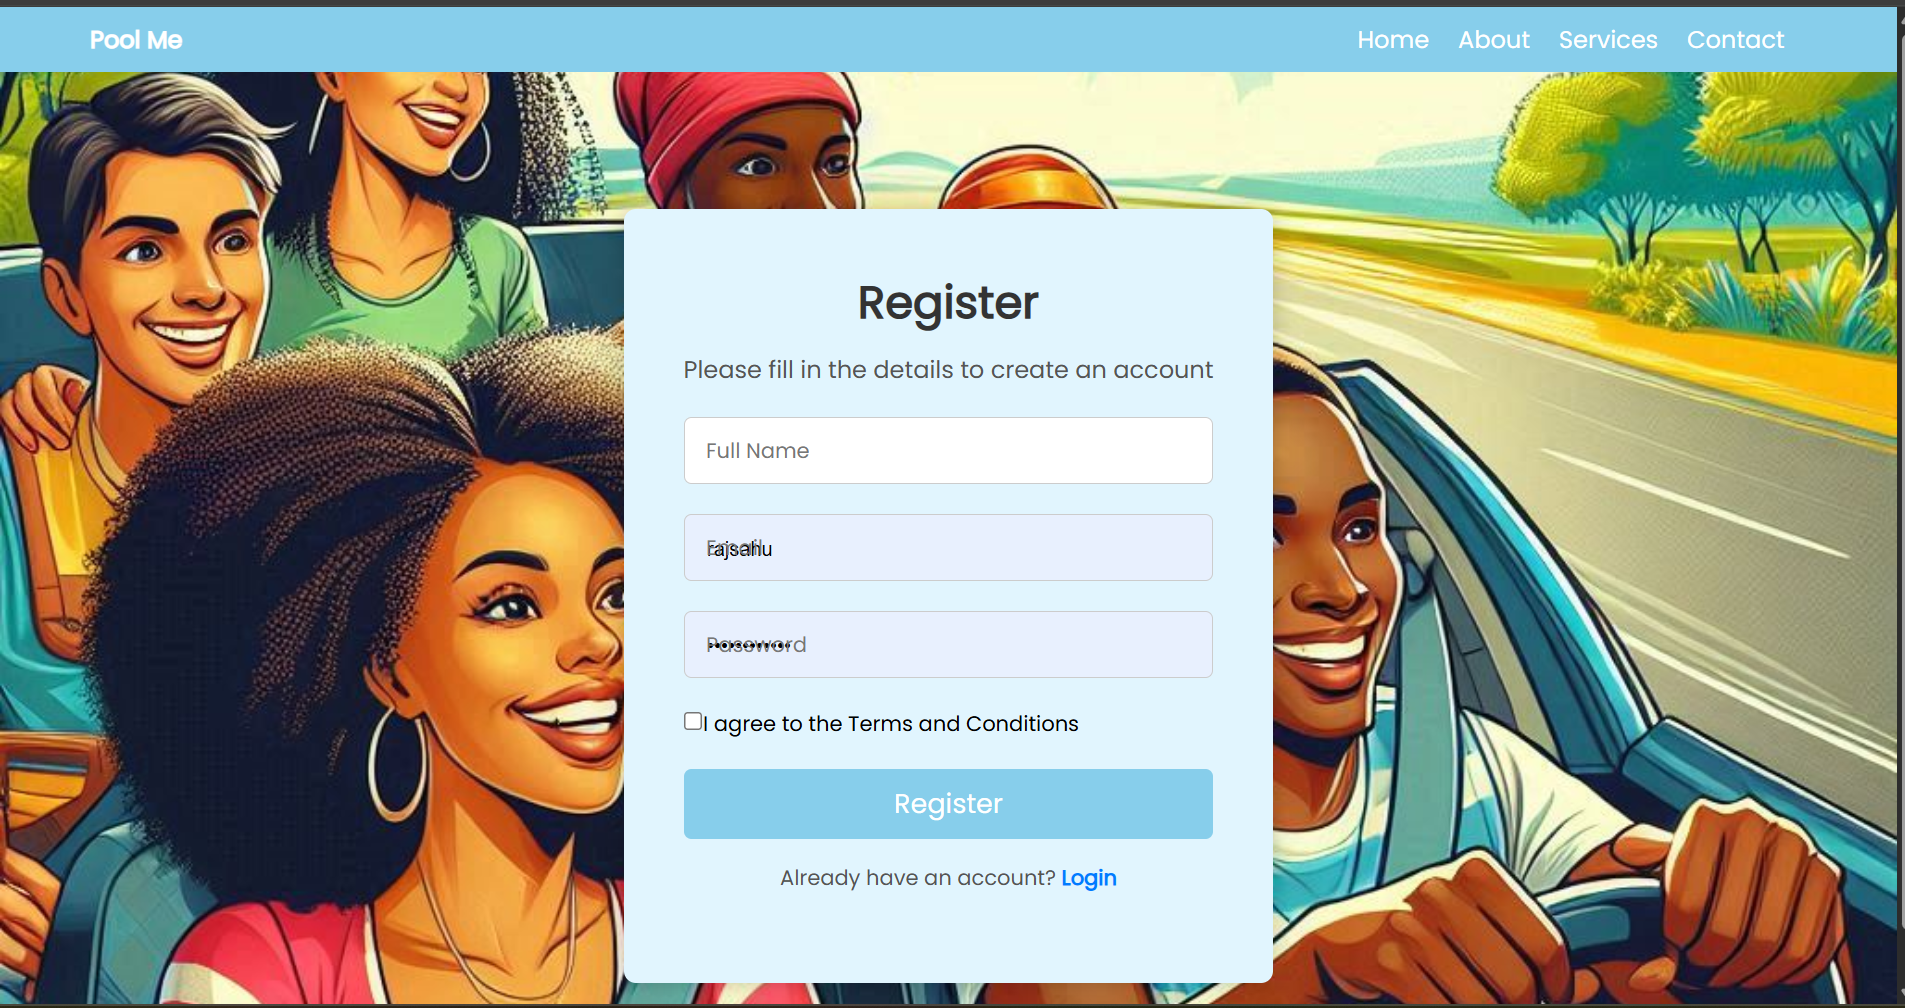 Pool Me
Home About Services Contact
Register
Please fill in the details to create an account
Full Name
Email
rajsahu
Password
I agree to the Terms and Conditions
Register
Already have an account? Login